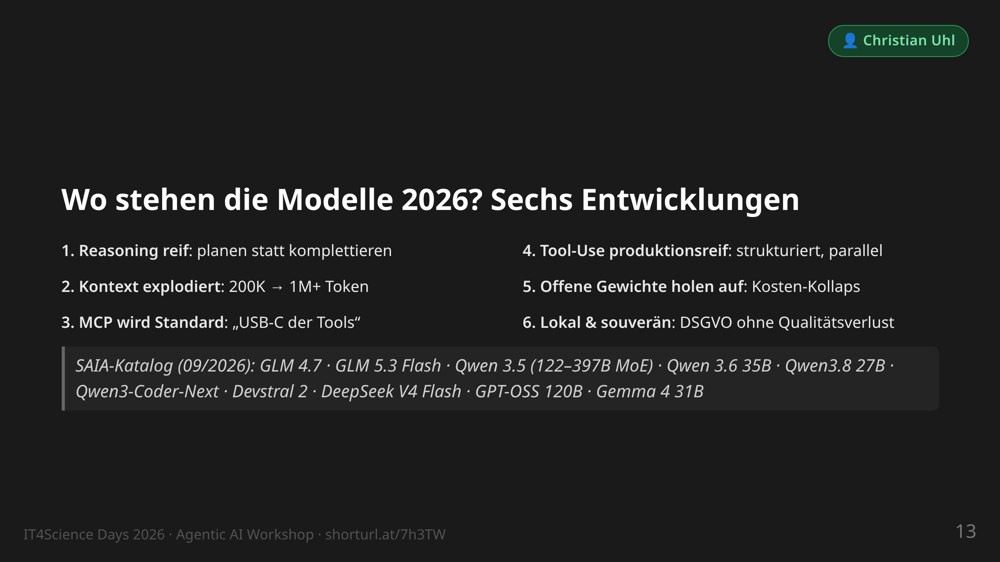 Christian Uhl
Wo stehen die Modelle 2026? Sechs Entwicklungen
1. Reasoning reif: planen statt komplettieren
2. Kontext explodiert: 200K → 1M+ Token
3. MCP wird Standard: „USB-C der Tools“
4. Tool-Use produktionsreif: strukturiert, parallel
5. Offene Gewichte holen auf: Kosten-Kollaps
6. Lokal & souverän: DSGVO ohne Qualitätsverlust
SAIA-Katalog (09/2026): GLM 4.7 · GLM 5.3 Flash · Qwen 3.5 (122–397B MoE) · Qwen 3.6 35B · Qwen3.8 27B ·
Qwen3-Coder-Next · Devstral 2 · DeepSeek V4 Flash · GPT-OSS 120B · Gemma 4 31B
IT4Science Days 2026 · Agentic AI Workshop · shorturl.at/7h3TW
13